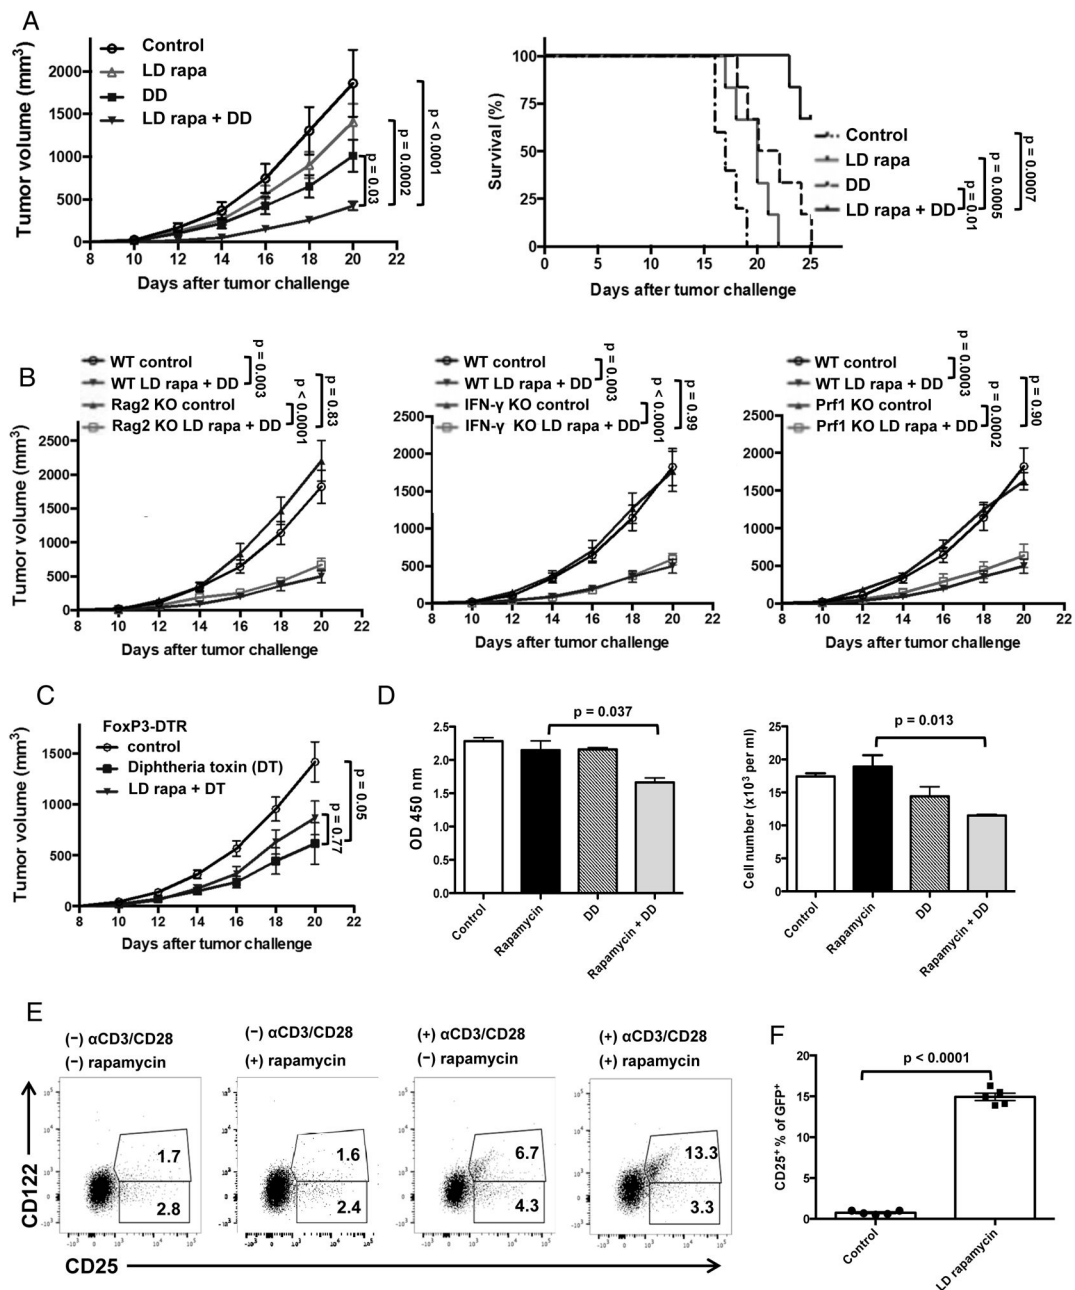 A
Tumor volume (mm³)
2000
1500
1000
500
0
8 10 12 14 16 18 20 22
Days after tumor challenge
Control
LD rapa
DD
LD rapa + DD
p = 0.03
p = 0.0002
p < 0.0001
Survival (%)
100
75
50
25
0
0 5 10 15 20 25
Days after tumor challenge
Control
LD rapa
DD
LD rapa + DD
p = 0.01
p = 0.0005
p = 0.0007
B
WT control
WT LD rapa + DD
Rag2 KO control
Rag2 KO LD rapa + DD
p = 0.003
p < 0.0001
p = 0.83
Tumor volume (mm³)
2500
2000
1500
1000
500
0
8 10 12 14 16 18 20 22
Days after tumor challenge
WT control
WT LD rapa + DD
IFN-γ KO control
IFN-γ KO LD rapa + DD
p = 0.003
p < 0.0001
p = 0.99
2500
2000
1500
1000
500
0
8 10 12 14 16 18 20 22
Days after tumor challenge
WT control
WT LD rapa + DD
Prf1 KO control
Prf1 KO LD rapa + DD
p = 0.0003
p = 0.0002
p = 0.90
2500
2000
1500
1000
500
0
8 10 12 14 16 18 20 22
Days after tumor challenge
C
FoxP3-DTR
control
Diphtheria toxin (DT)
LD rapa + DT
p = 0.77
p = 0.05
Tumor volume (mm³)
1500
1000
500
0
8 10 12 14 16 18 20 22
Days after tumor challenge
D
p = 0.037
OD 450 nm
2.5
2.0
1.5
1.0
0.5
0.0
Control
Rapamycin
DD
Rapamycin + DD
p = 0.013
Cell number (x10³ per ml)
25
20
15
10
5
0
Control
Rapamycin
DD
Rapamycin + DD
E
(-) αCD3/CD28
(-) rapamycin
(-) αCD3/CD28
(+) rapamycin
(+) αCD3/CD28
(-) rapamycin
(+) αCD3/CD28
(+) rapamycin
CD122
1.7
2.8
1.6
2.4
6.7
4.3
13.3
3.3
CD25
F
p < 0.0001
CD25⁺ % of GFP⁺
20
15
10
5
0
Control
LD rapamycin